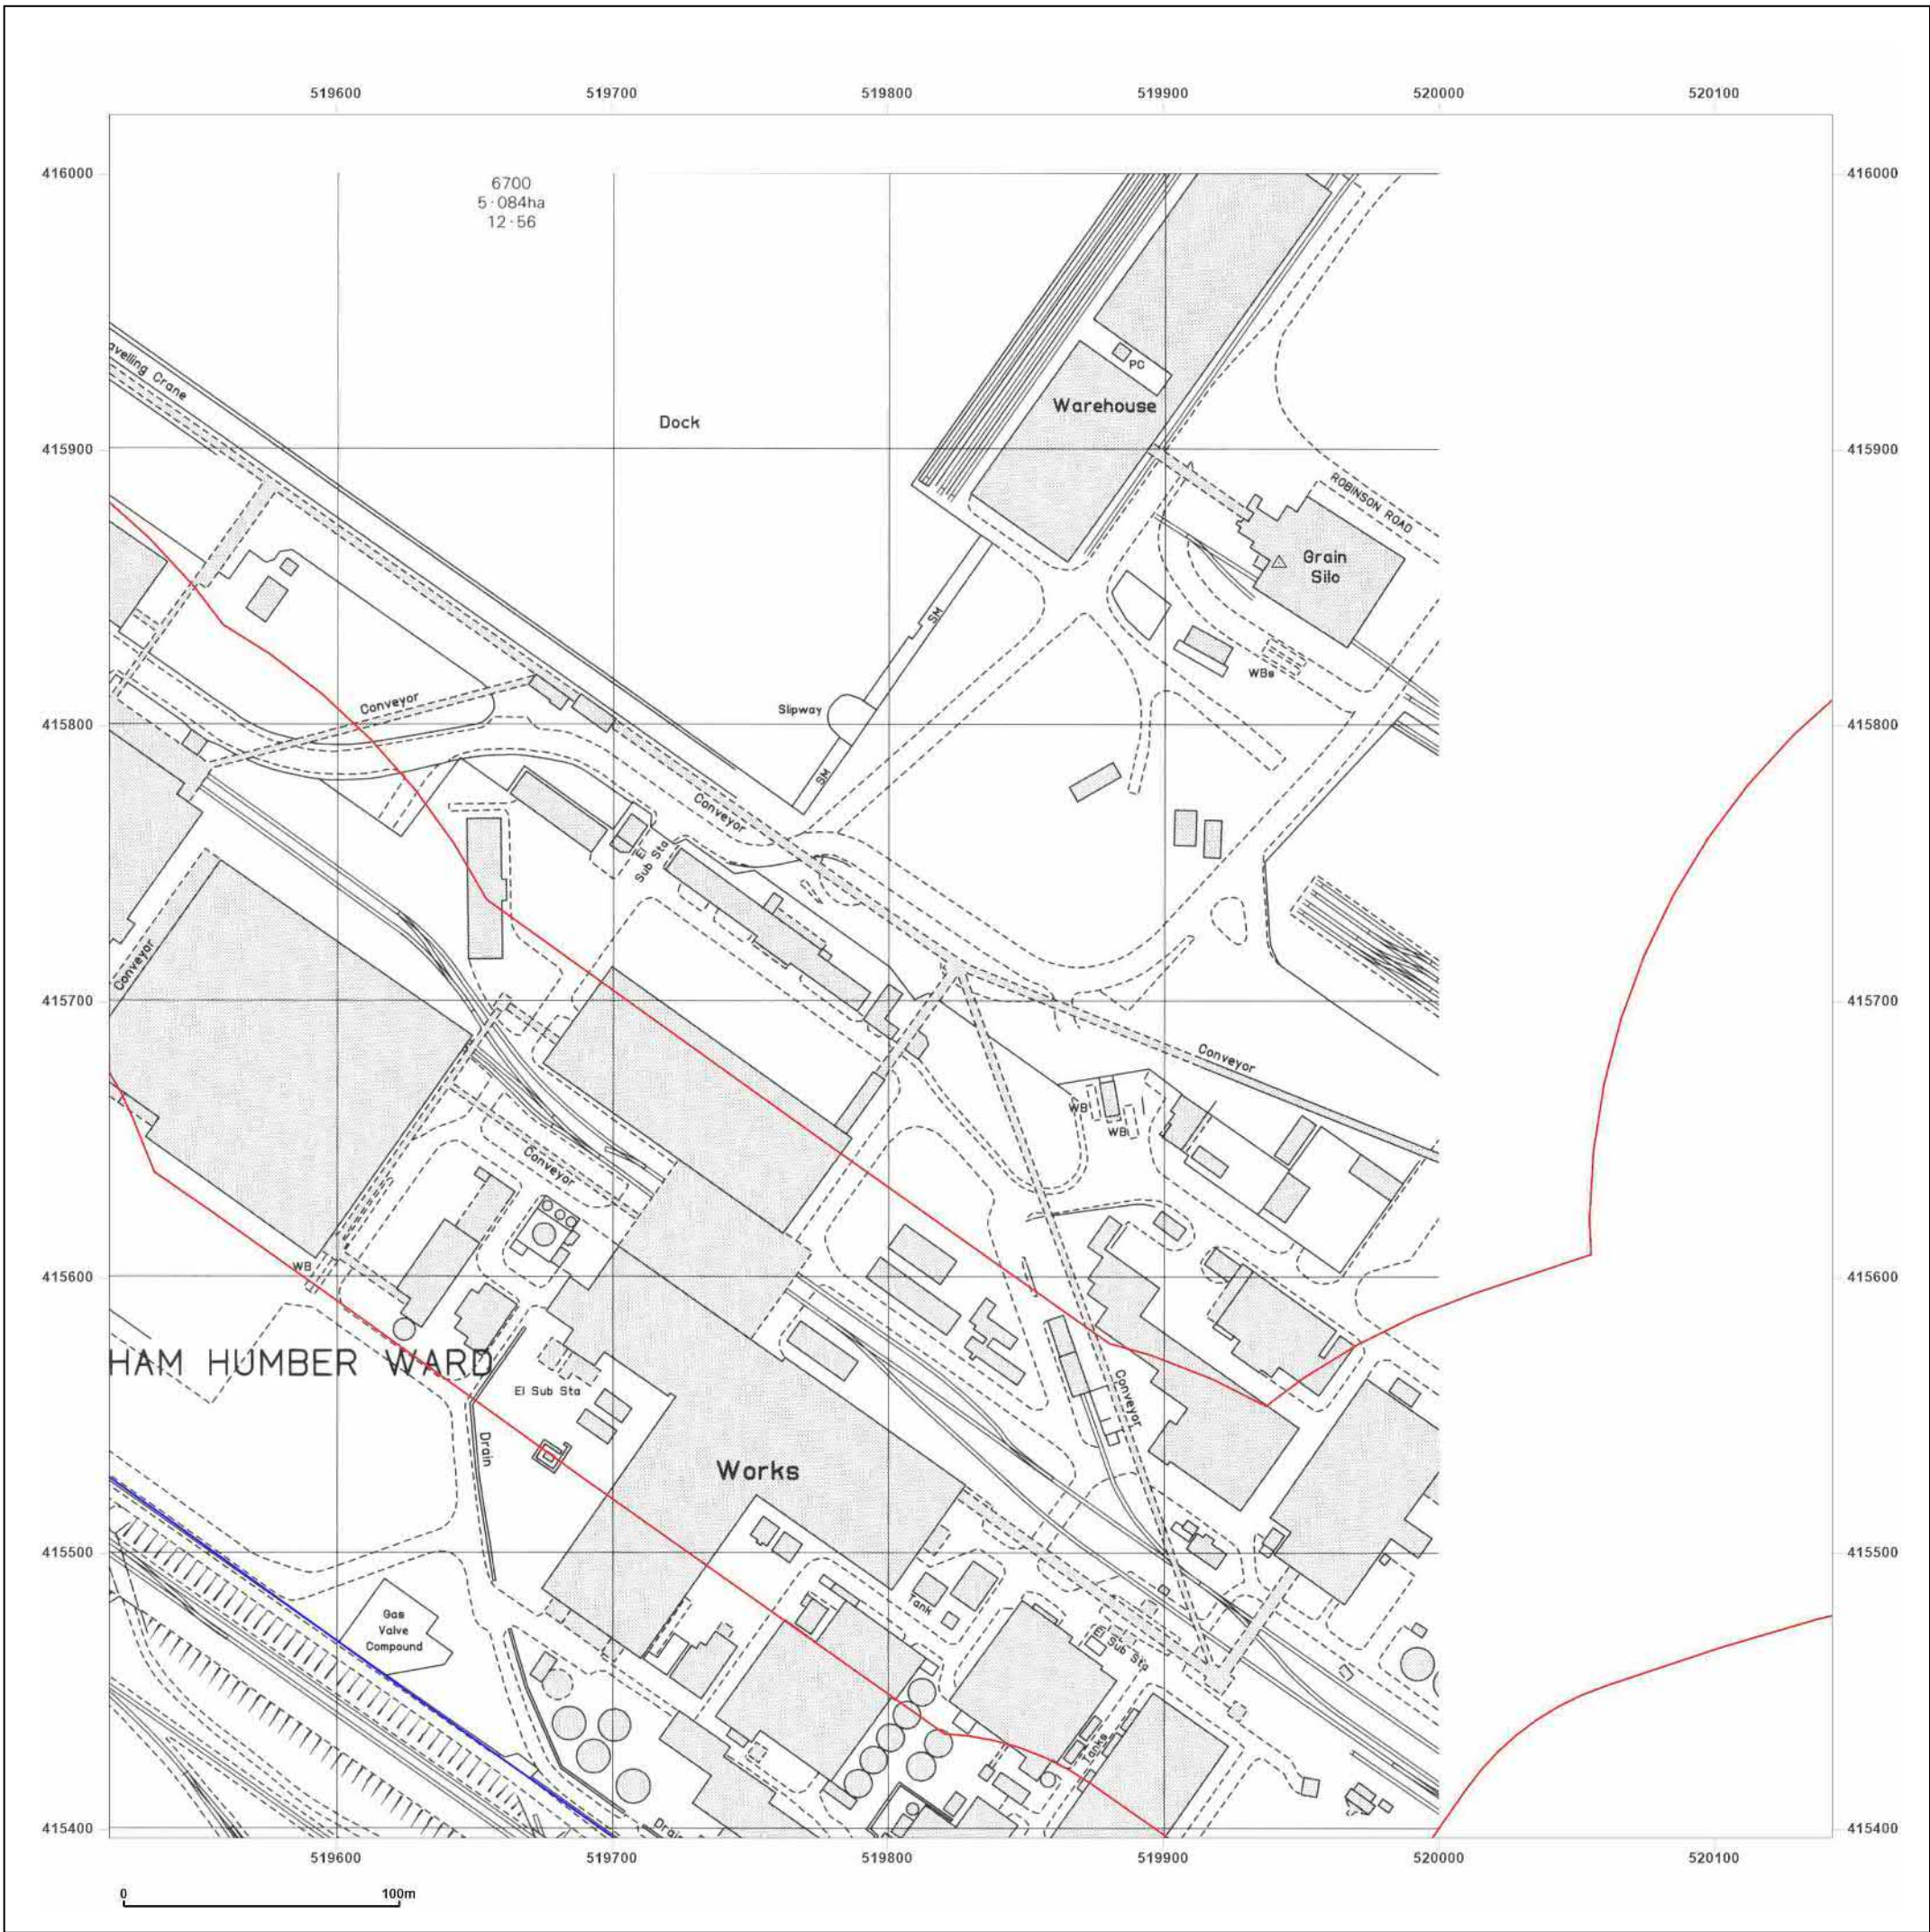 519600 519700 519800 519900 520000 520100
416000 416000
6700
5·084ha
12·56
avelling Crane
PC
Warehouse
Dock
415900 415900
ROBINSON ROAD
Grain
Silo
SM
WBs
Conveyor
Slipway
415800 415800
SM
Conveyor
El
Sub Sta
Conveyor
415700 415700
Conveyor
WB
WB
Conveyor
WB
415600 415600
HAM HUMBER WARD
El Sub Sta
Conveyor
Drain
Works
415500 415500
Gas
Valve
Compound
Tank
El Sub Sta
Tanks
Drain
415400 415400
519600 519700 519800 519900 520000 520100
0 100m